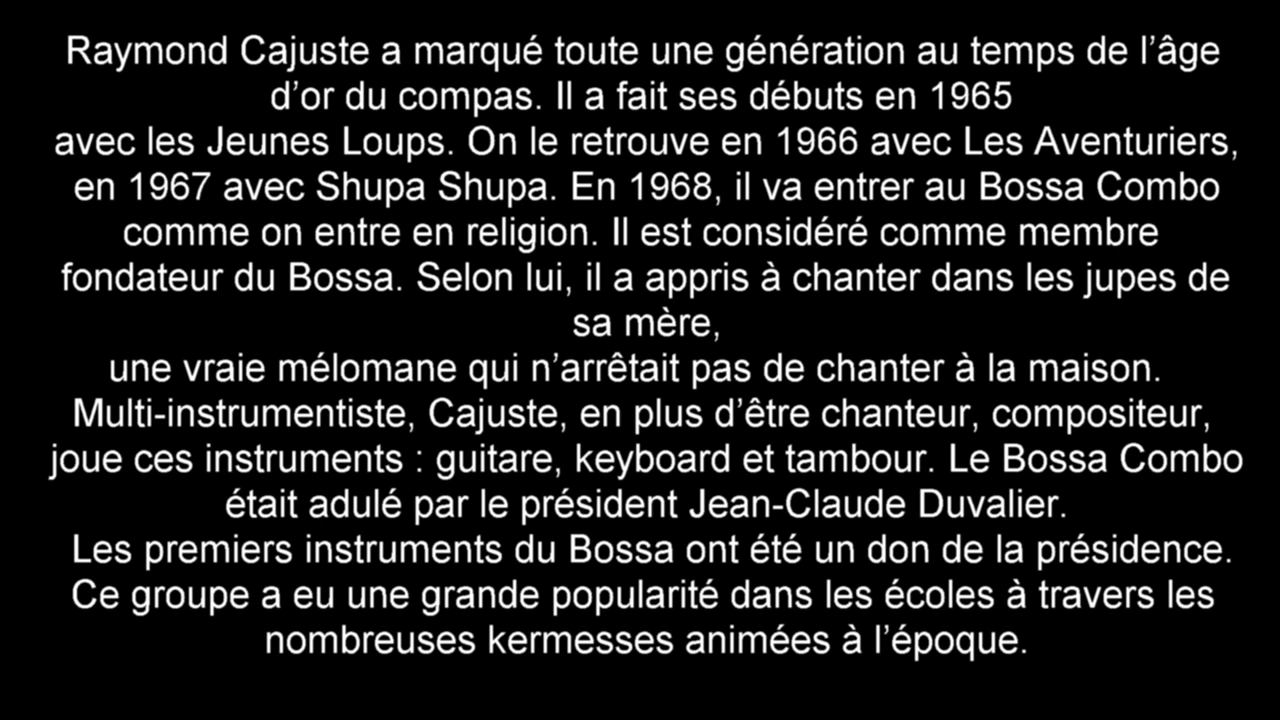 Raymond Cajuste a marqué toute une génération au temps de l’âge
d’or du compas. Il a fait ses débuts en 1965
avec les Jeunes Loups. On le retrouve en 1966 avec Les Aventuriers,
en 1967 avec Shupa Shupa. En 1968, il va entrer au Bossa Combo
comme on entre en religion. Il est considéré comme membre
fondateur du Bossa. Selon lui, il a appris à chanter dans les jupes de
sa mère,
une vraie mélomane qui n’arrêtait pas de chanter à la maison.
Multi-instrumentiste, Cajuste, en plus d’être chanteur, compositeur,
joue ces instruments : guitare, keyboard et tambour. Le Bossa Combo
était adulé par le président Jean-Claude Duvalier.
Les premiers instruments du Bossa ont été un don de la présidence.
Ce groupe a eu une grande popularité dans les écoles à travers les
nombreuses kermesses animées à l’époque.